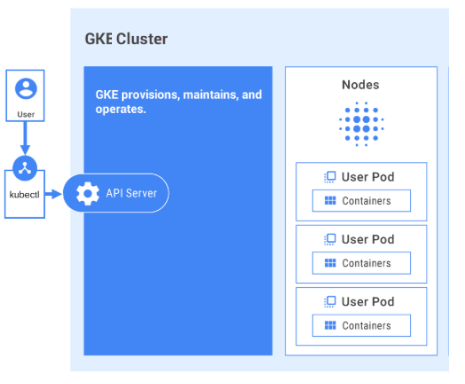 GKE Cluster
GKE provisions, maintains, and
operates.
User
kubectl
API Server
Nodes
User Pod
Containers
User Pod
Containers
User Pod
Containers